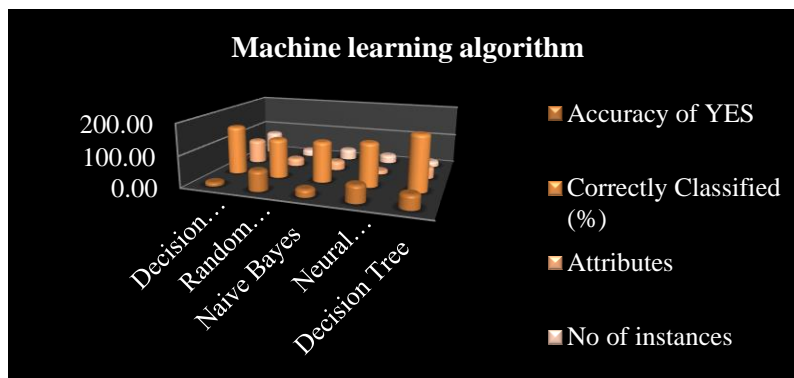 Machine learning algorithm
200.00
100.00
0.00
Decision...
Random...
Naive Bayes
Neural...
Decision Tree
Accuracy of YES
Correctly Classified
(%)
Attributes
No of instances